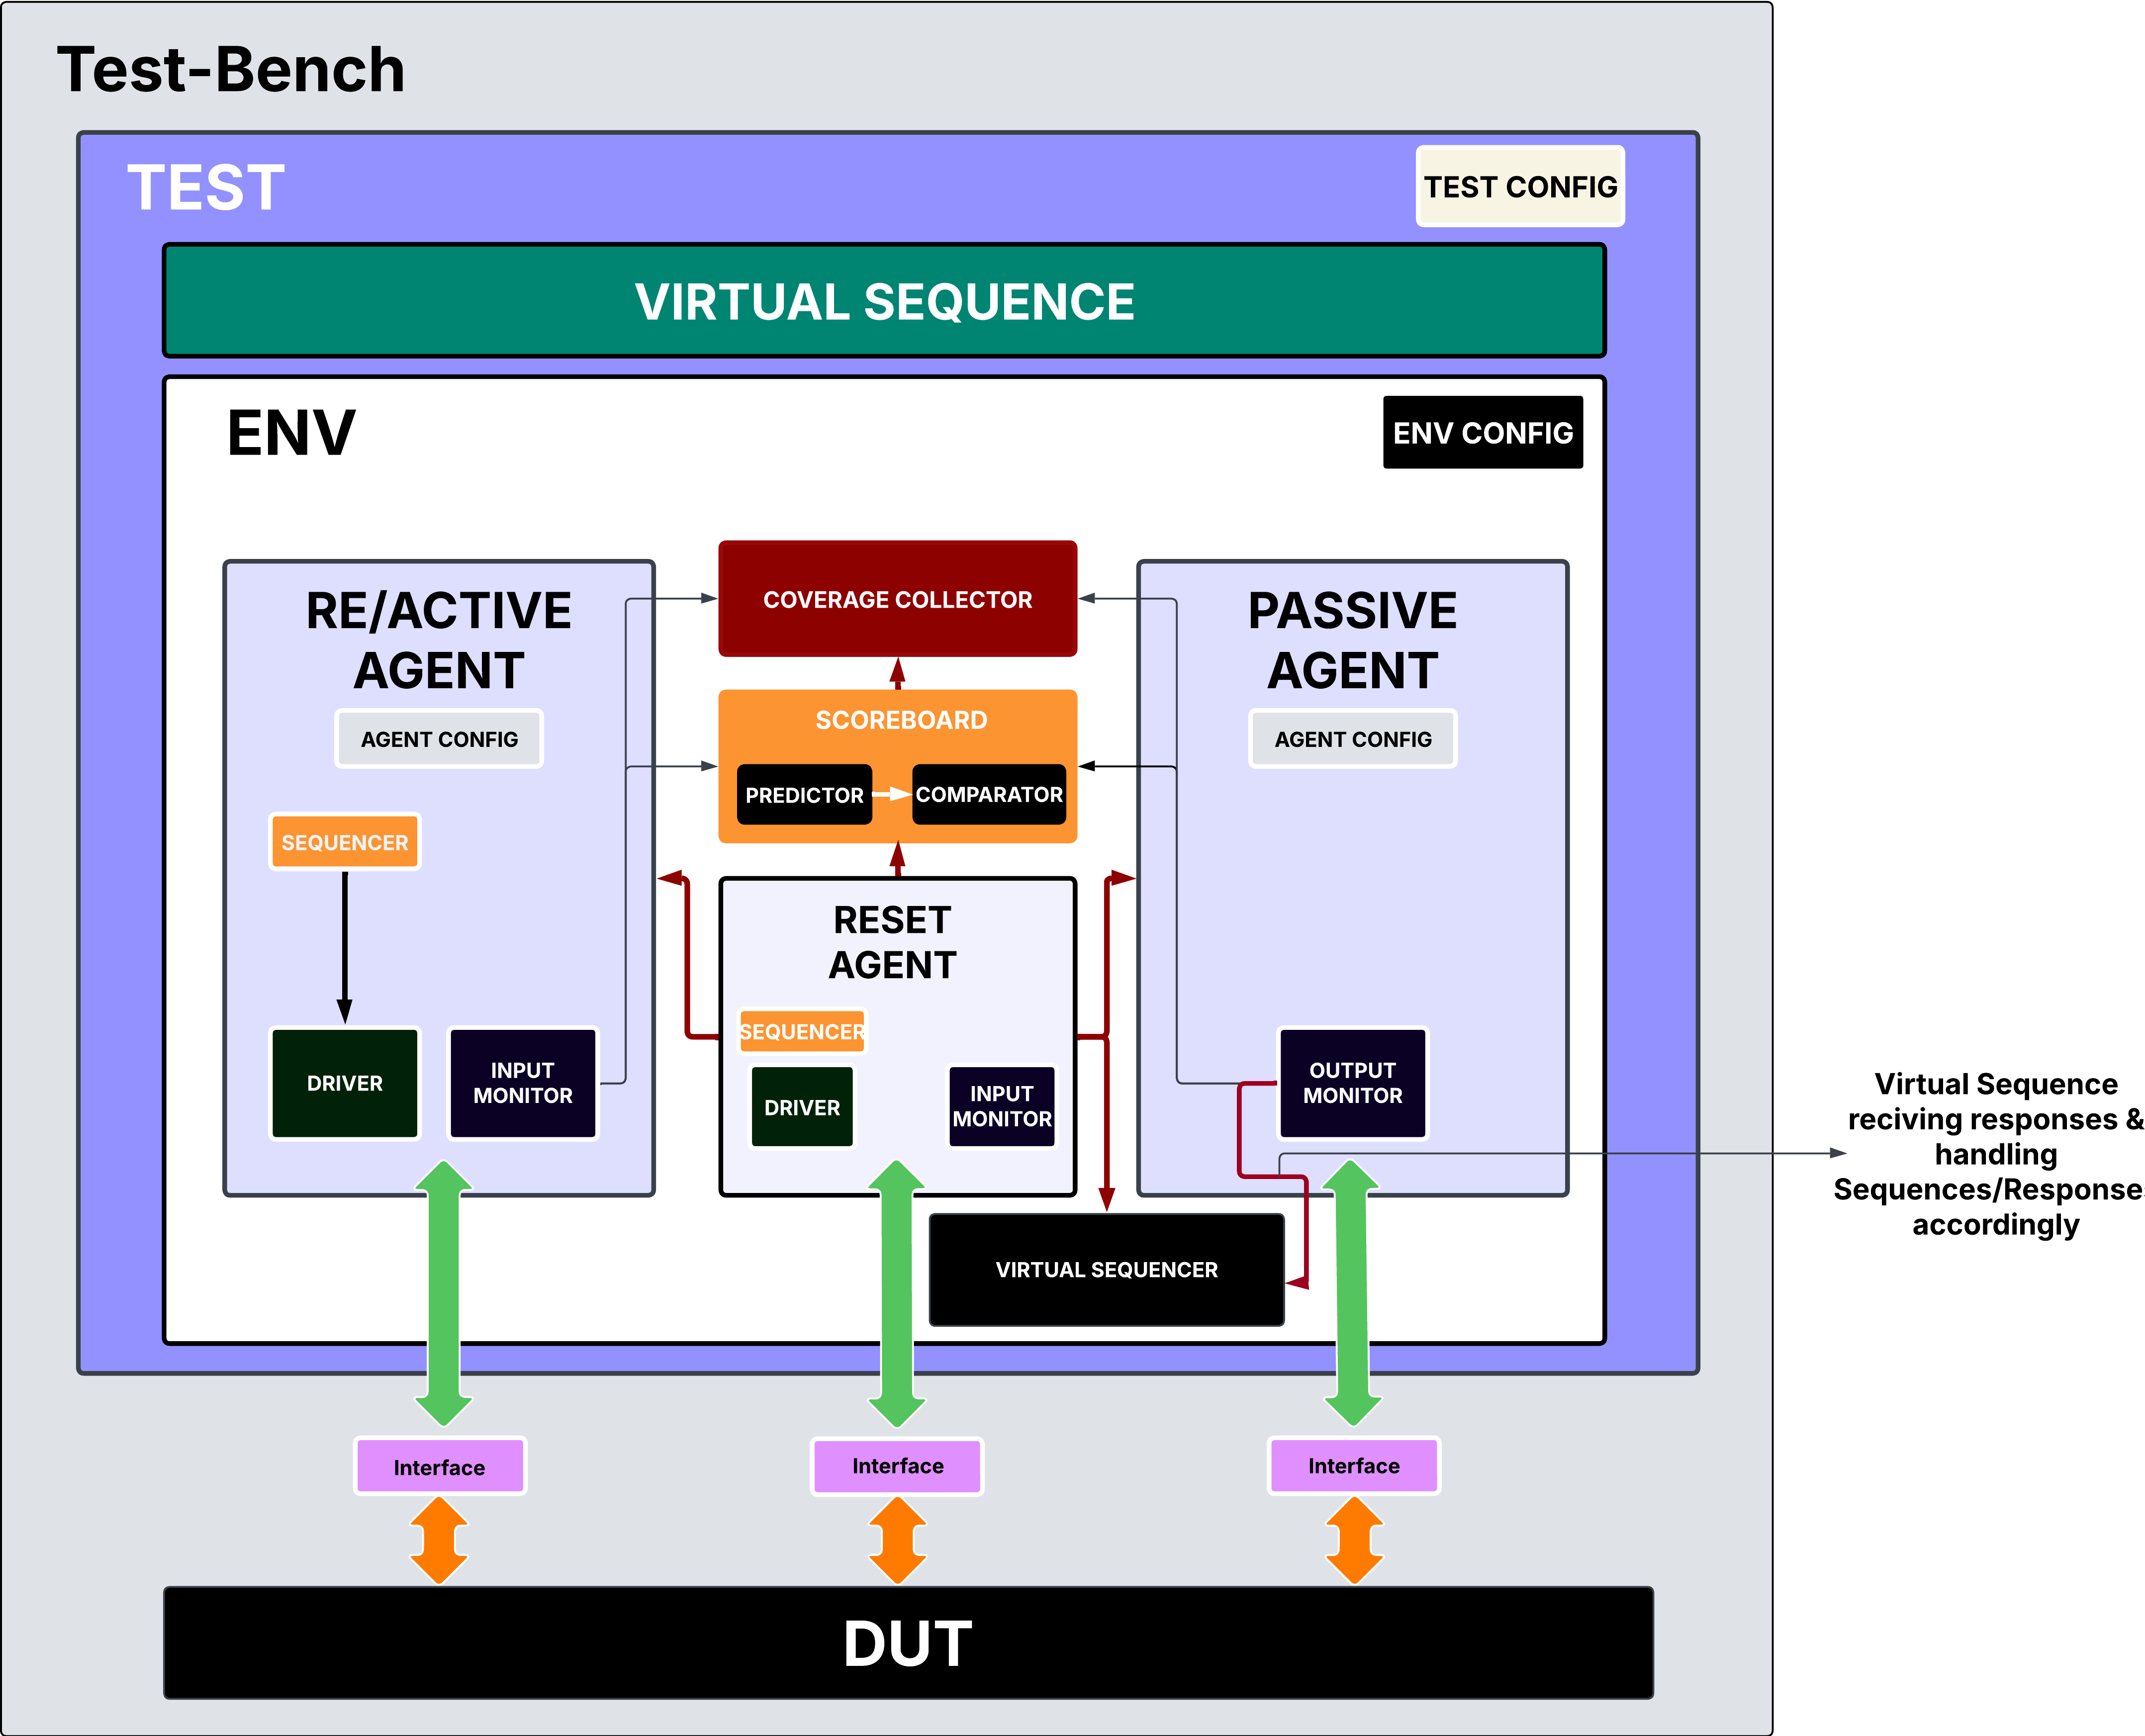 Test-Bench
TEST
TEST CONFIG
VIRTUAL SEQUENCE
ENV
ENV CONFIG
RE/ACTIVE
AGENT
AGENT CONFIG
SEQUENCER
DRIVER
INPUT
MONITOR
COVERAGE COLLECTOR
SCOREBOARD
PREDICTOR
COMPARATOR
RESET
AGENT
SEQUENCER
DRIVER
INPUT
MONITOR
PASSIVE
AGENT
AGENT CONFIG
OUTPUT
MONITOR
VIRTUAL SEQUENCER
Virtual Sequence
reciving responses &
handling
Sequences/Responses
accordingly
Interface
Interface
Interface
DUT